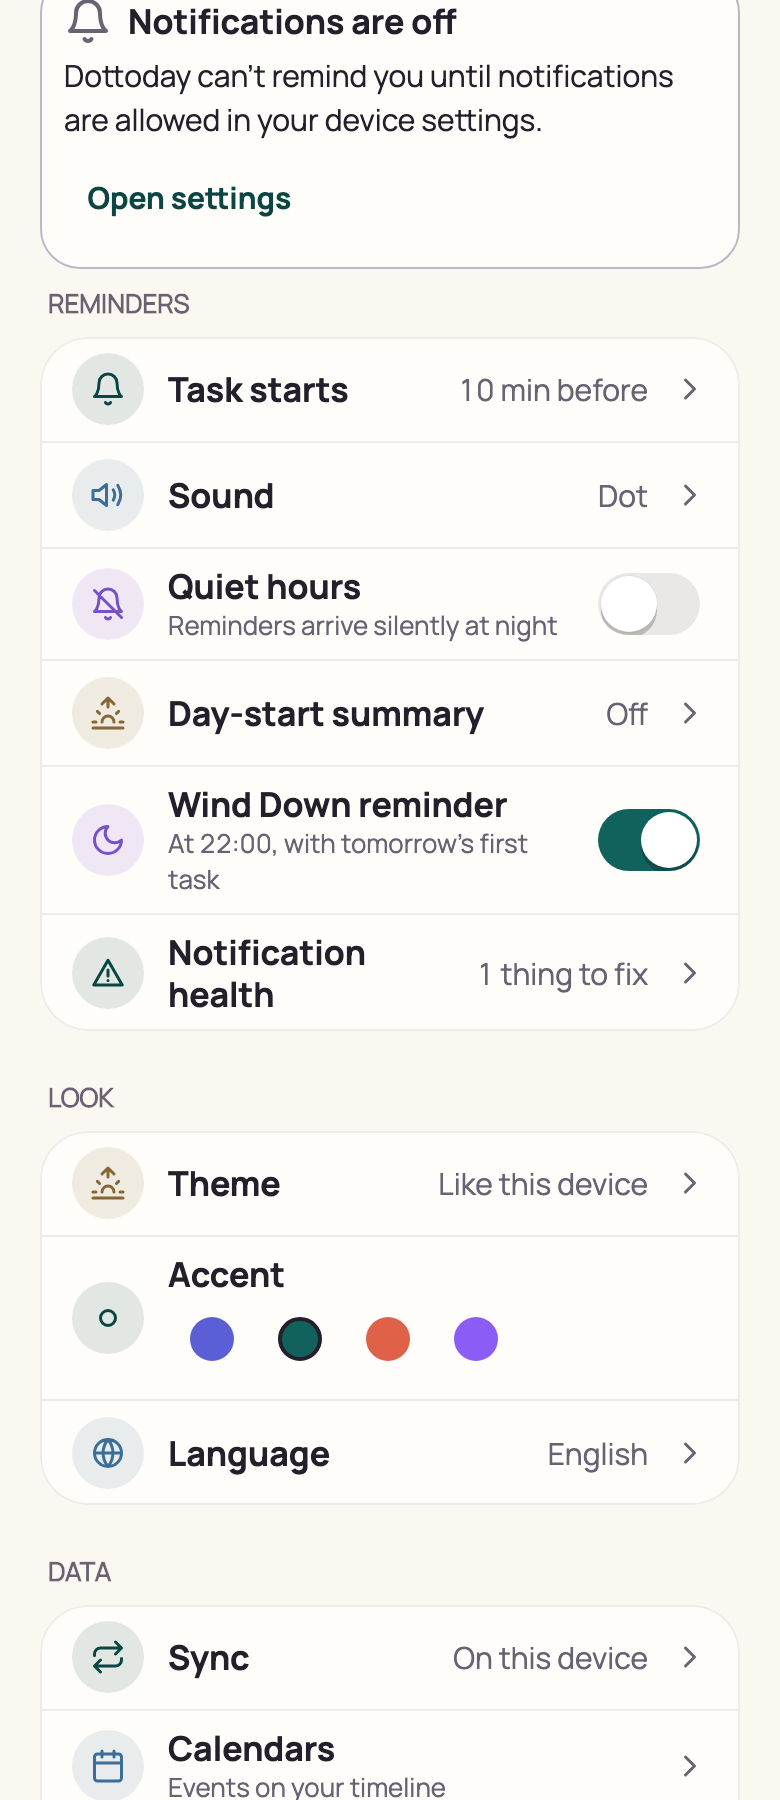 Notifications are off
Dottoday can’t remind you until notifications
are allowed in your device settings.
Open settings
REMINDERS
Task starts 10 min before
Sound Dot
Quiet hours
Reminders arrive silently at night
Day-start summary Off
Wind Down reminder
At 22:00, with tomorrow’s first
task
Notification
health
1 thing to fix
LOOK
Theme Like this device
Accent
Language English
DATA
Sync On this device
Calendars
Events on your timeline